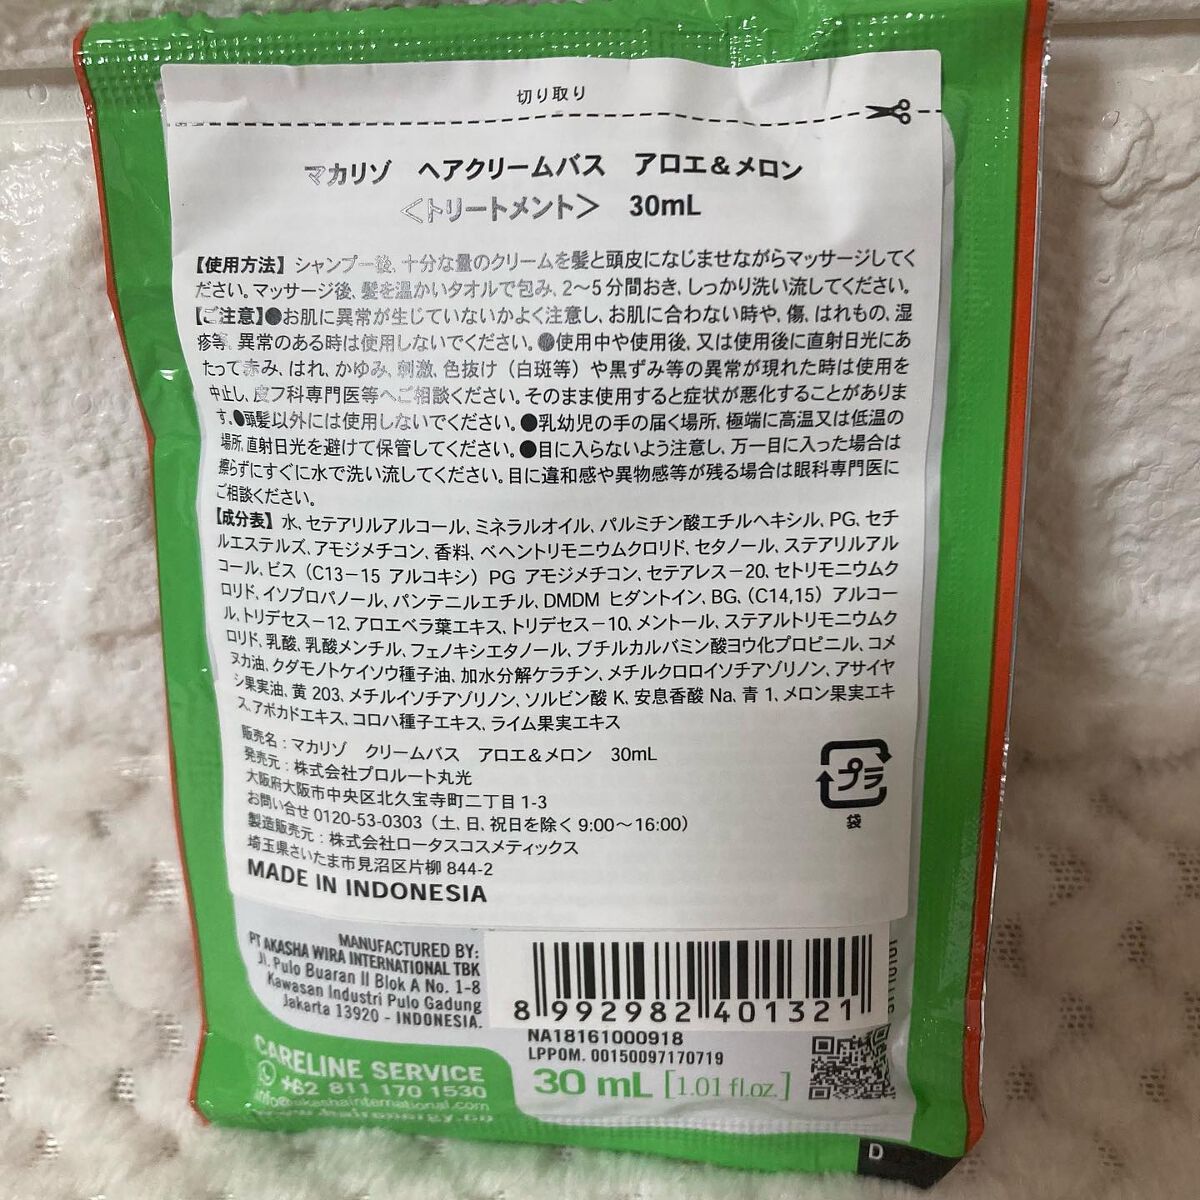 切り取り
マカリゾ　ヘアクリームバス　アロエ＆メロン
＜トリートメント＞　30mL
【使用方法】シャンプー後、十分な量のクリームを髪と頭皮になじませながらマッサージしてく
ださい。マッサージ後、髪を温かいタオルで包み、2～5分間おき、しっかり洗い流してください。
【ご注意】●お肌に異常が生じていないかよく注意し、お肌に合わない時や、傷、はれもの、湿
疹等、異常のある時は使用しないでください。●使用中や使用後、又は使用後に直射日光にあ
たって赤み、はれ、かゆみ、刺激、色抜け（白斑等）や黒ずみ等の異常が現れた時は使用を
中止し、皮フ科専門医等へご相談ください。そのまま使用すると症状が悪化することがありま
す。●頭髪以外には使用しないでください。●乳幼児の手の届く場所、極端に高温又は低温の
場所、直射日光を避けて保管してください。●目に入らないよう注意し、万一目に入った場合は
擦らずにすぐに水で洗い流してください。目に違和感や異物感等が残る場合は眼科専門医に
ご相談ください。
【成分表】水、セテアリルアルコール、ミネラルオイル、パルミチン酸エチルヘキシル、PG、セチ
ルエステルズ、アモジメチコン、香料、ベヘントリモニウムクロリド、セタノール、ステアリルアル
コール、ビス（C13－15 アルコキシ）PG アモジメチコン、セテアレス－20、セトリモニウムク
ロリド、イソプロパノール、パンテニルエチル、DMDM ヒダントイン、BG、（C14,15）アルコー
ル、トリデセス－12、アロエベラ葉エキス、トリデセス－10、メントール、ステアルトリモニウムク
ロリド、乳酸、乳酸メンチル、フェノキシエタノール、ブチルカルバミン酸ヨウ化プロピニル、コメ
ヌカ油、クダモノトケイソウ種子油、加水分解ケラチン、メチルクロロイソチアゾリノン、アサイヤ
シ果実油、黄 203、メチルイソチアゾリノン、ソルビン酸 K、安息香酸 Na、青 1、メロン果実エキ
ス、アボカドエキス、コロハ種子エキス、ライム果実エキス
販売名：マカリゾ　クリームバス　アロエ＆メロン　30mL
発売元：株式会社プロルート丸光
大阪府大阪市中央区北久宝寺町二丁目1-3
お問い合せ 0120-53-0303（土、日、祝日を除く 9:00～16:00）
製造販売元：株式会社ロータスコスメティックス
埼玉県さいたま市見沼区片柳 844-2
MADE IN INDONESIA
プラ
袋
MANUFACTURED BY:
PT AKASHA WIRA INTERNATIONAL TBK
Jl. Pulo Buaran II Blok A No. 1-8
Kawasan Industri Pulo Gadung
Jakarta 13920 - INDONESIA.
8 992982 401321
NA18161000918
LPPOM. 00150097170719
30 mL [1.01 fl.oz.]
CARELINE SERVICE
+62 811 170 1530
info@akashainternational.com
D